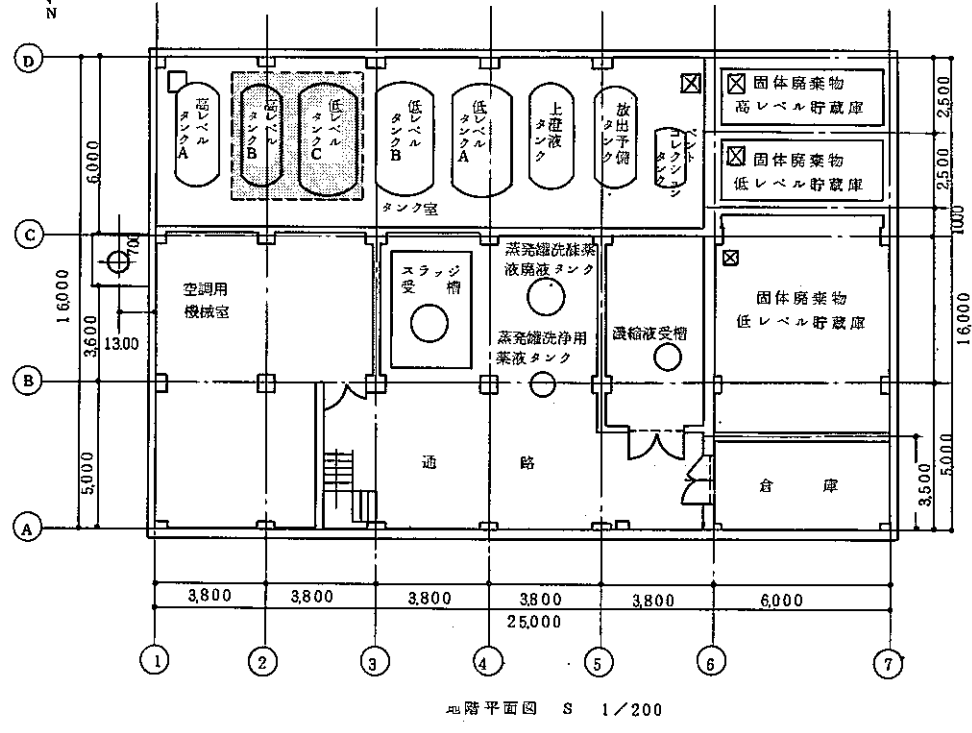 N
D
高レベル
タンクA
高レベル
タンク
B
低レベル
タンク
C
低レベル
タンク
B
低レベル
タンク
A
上澄液
タンク
放出予備
タンク
ベント
コレクション
タンク
タンク室
固体廃棄物
高レベル貯蔵庫
固体廃棄物
低レベル貯蔵庫
2,500
2,500
1000
6,000
16,000
C
700
1300
3,600
空調用
機械室
スラッジ
受槽
蒸発罐洗浄薬
液廃液タンク
蒸発罐洗浄用
薬液タンク
濃縮液受槽
固体廃棄物
低レベル貯蔵庫
16,000
B
5,000
通路
倉庫
3,500
5,000
A
3,800
3,800
3,800
3,800
3,800
6,000
25,000
1
2
3
4
5
6
7
地階平面図 S 1/200